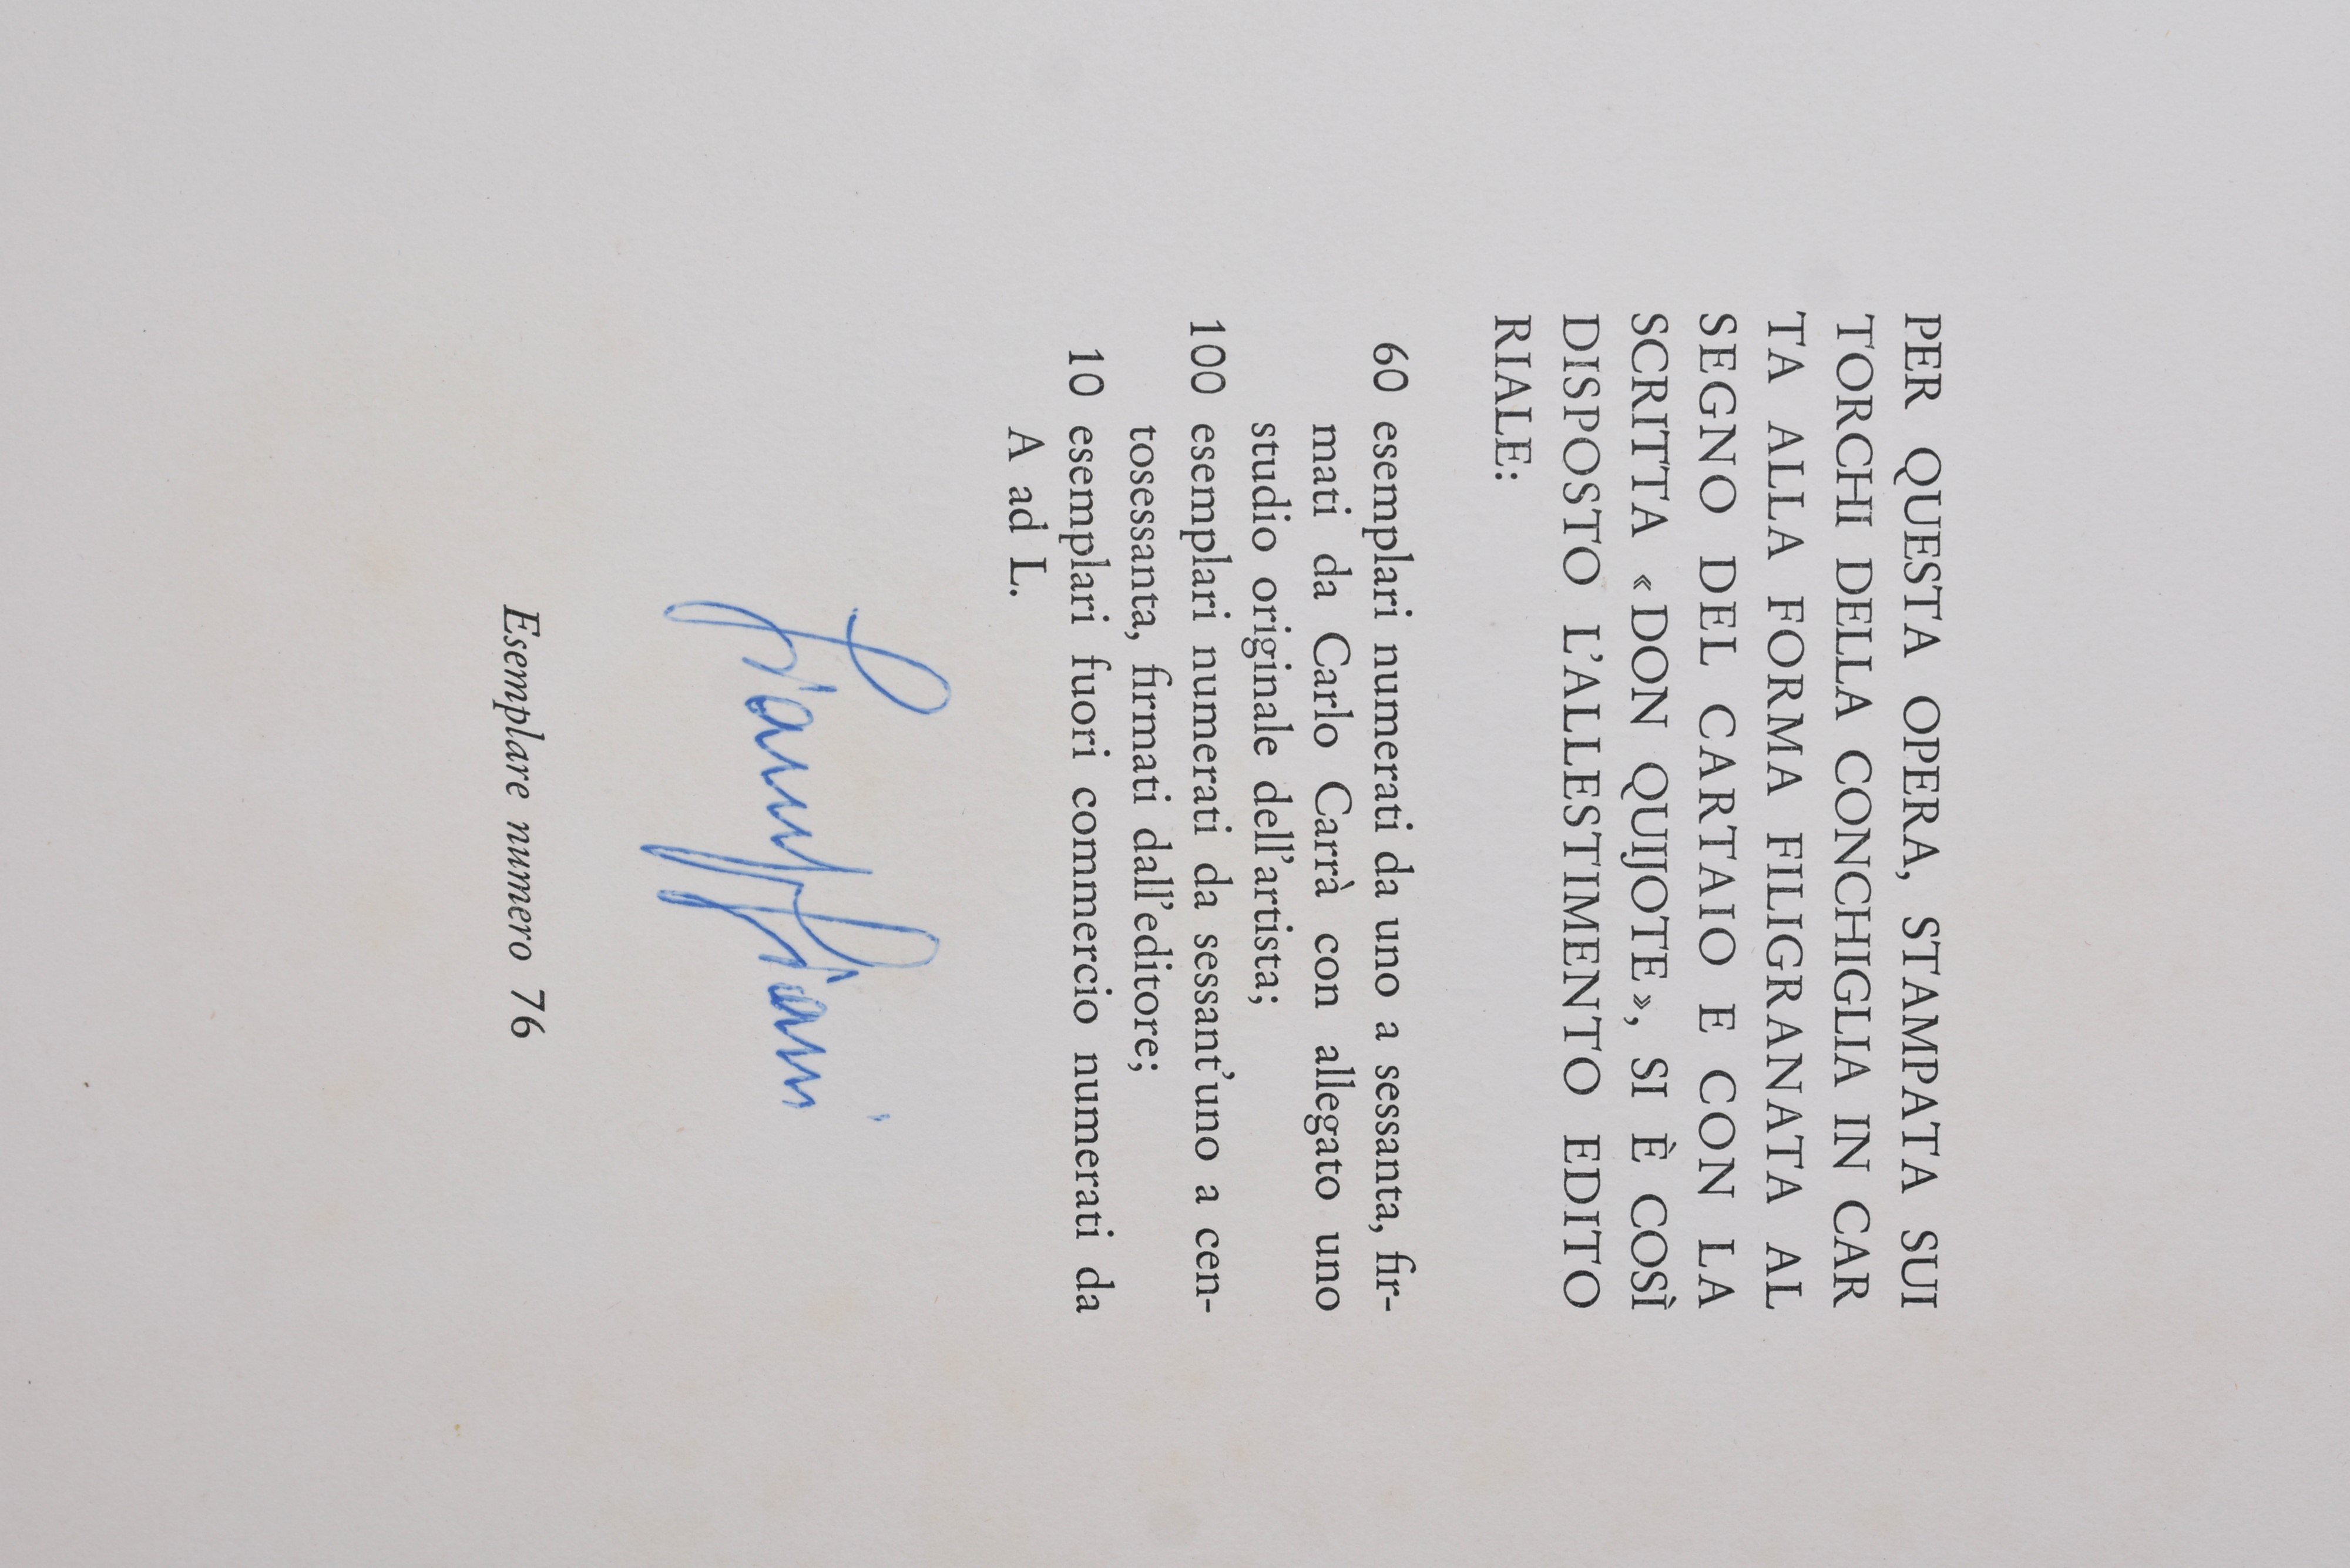 PER QUESTA OPERA, STAMPATA SUI
TORCHI DELLA CONCHIGLIA IN CAR
TA ALLA FORMA FILIGRANATA AL
SEGNO DEL CARTAIO E CON LA
SCRITTA «DON QUIJOTE», SI È COSÌ
DISPOSTO L'ALLESTIMENTO EDITO
RIALE:
60 esemplari numerati da uno a sessanta, fir-
mati da Carlo Carrà con allegato uno
studio originale dell'artista;
100 esemplari numerati da sessant'uno a cen-
tosessanta, firmati dall'editore;
10 esemplari fuori commercio numerati da
A ad L.
Esemplare numero 76